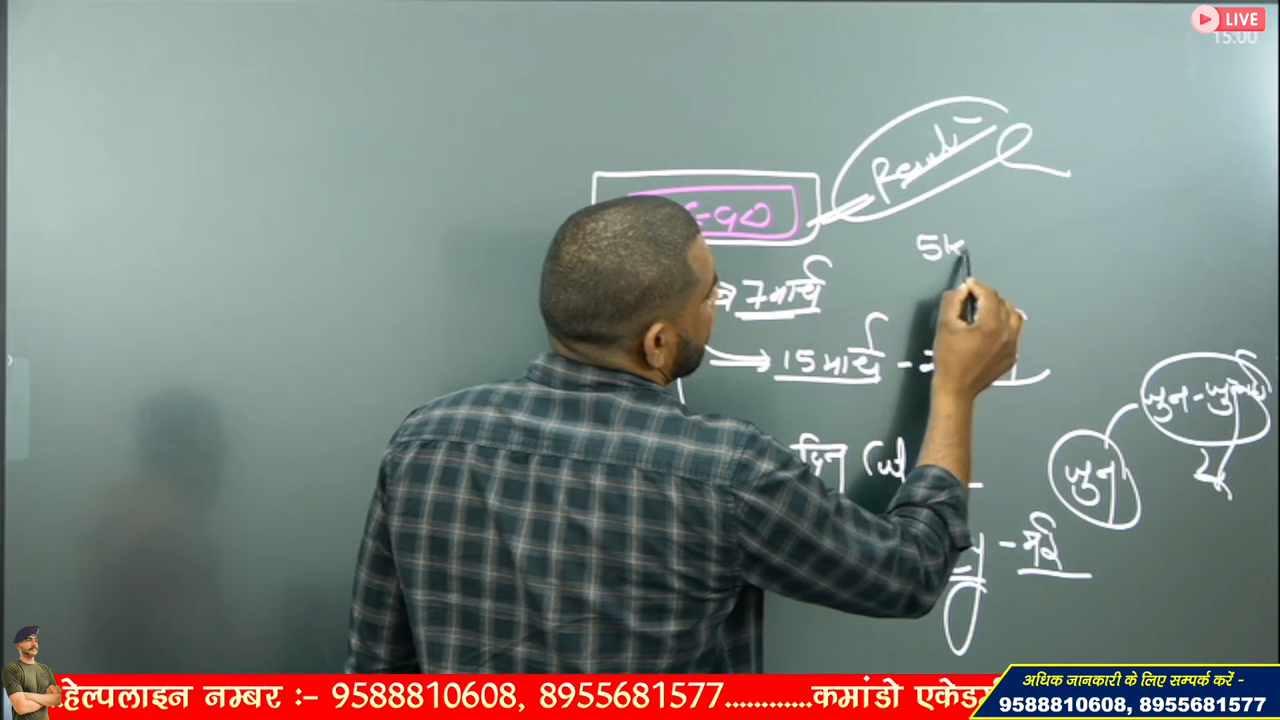 LIVE
15:00
Result
5k
7 मार्च
15 मार्च -
जून - जुलाई
दिन
जून
- मई
हेल्पलाइन नम्बर :- 9588810608, 8955681577............कमांडो एकेडमी
अधिक जानकारी के लिए सम्पर्क करें -
9588810608, 8955681577